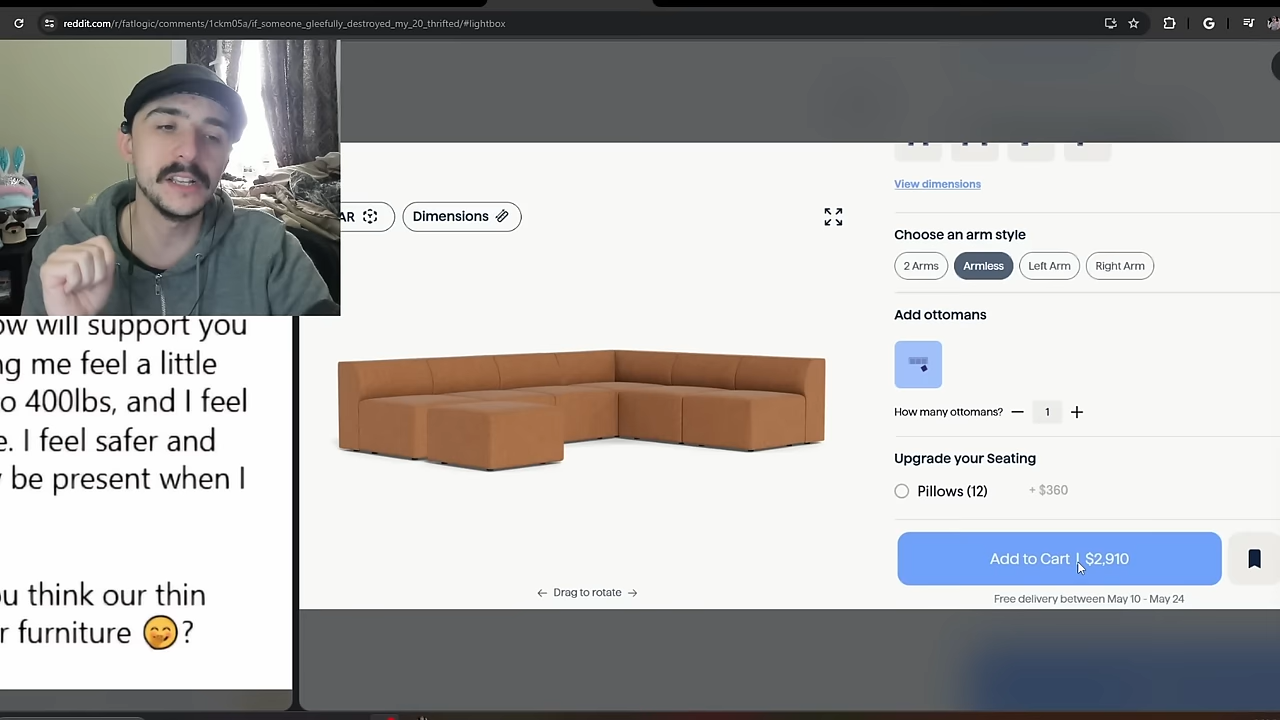 reddit.com/r/fatlogic/comments/1ckm05a/if_someone_gleefully_destroyed_my_20_thrifted/#lightbox
View dimensions
AR
Dimensions
Choose an arm style
2 Arms
Armless
Left Arm
Right Arm
Add ottomans
How many ottomans?
1
Upgrade your Seating
Pillows (12)
+ $360
Add to Cart | $2,910
Free delivery between May 10 - May 24
Drag to rotate
ow will support you
ng me feel a little
o 400lbs, and I feel
e. I feel safer and
be present when I
ou think our thin
r furniture 🤭?